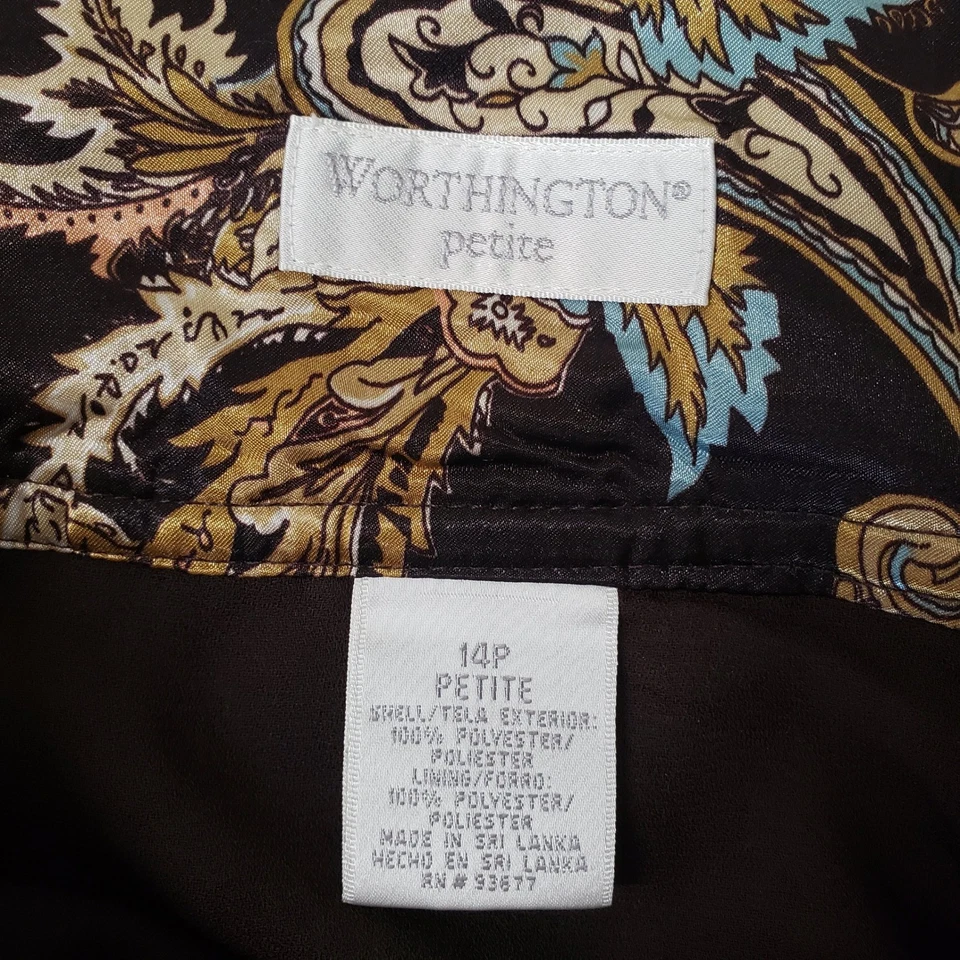 WORTHINGTON®
petite
14P
PETITE
SHELL/TELA EXTERIOR:
100% POLYESTER/
POLIESTER
LINING/FORRO:
100% POLYESTER/
POLIESTER
MADE IN SRI LANKA
HECHO EN SRI LANKA
RN # 93677